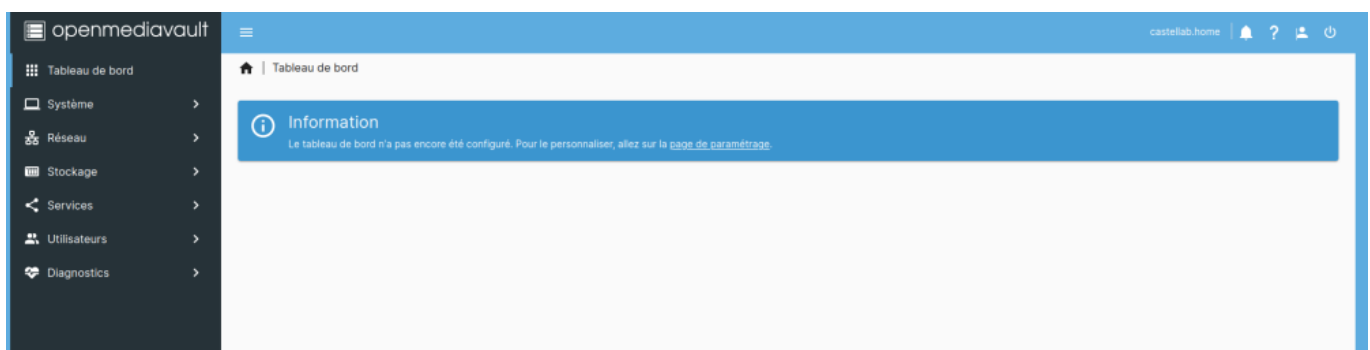 openmediavault
castellab.home
Tableau de bord
Tableau de bord
Système
Réseau
Stockage
Services
Utilisateurs
Diagnostics
Information
Le tableau de bord n'a pas encore été configuré. Pour le personnaliser, allez sur la page de paramétrage.